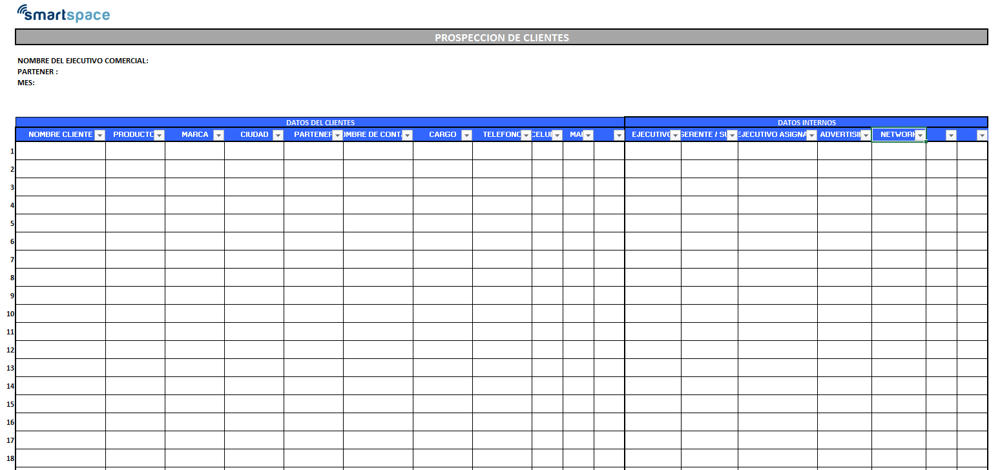 smartspace
PROSPECCION DE CLIENTES
NOMBRE DEL EJECUTIVO COMERCIAL:
PARTENER :
MES:
DATOS DEL CLIENTES DATOS INTERNOS
NOMBRE CLIENTE PRODUCTO MARCA CIUDAD PARTENER OMBRE DE CONT CARGO TELEFONO CELU MAI EJECUTIVO GERENTE / SU EJECUTIVO ASIGNA ADVERTISI NETWORK
1
2
3
4
5
6
7
8
9
10
11
12
13
14
15
16
17
18